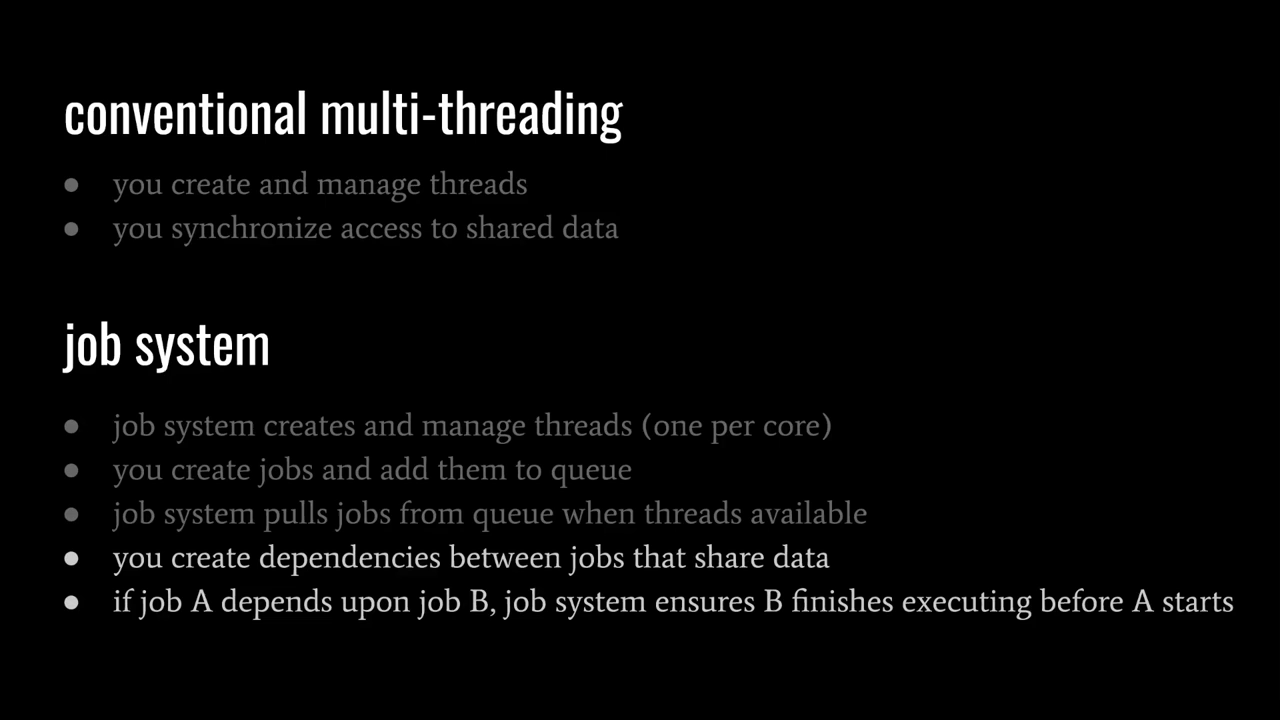 conventional multi-threading
● you create and manage threads
● you synchronize access to shared data
job system
● job system creates and manage threads (one per core)
● you create jobs and add them to queue
● job system pulls jobs from queue when threads available
● you create dependencies between jobs that share data
● if job A depends upon job B, job system ensures B finishes executing before A starts